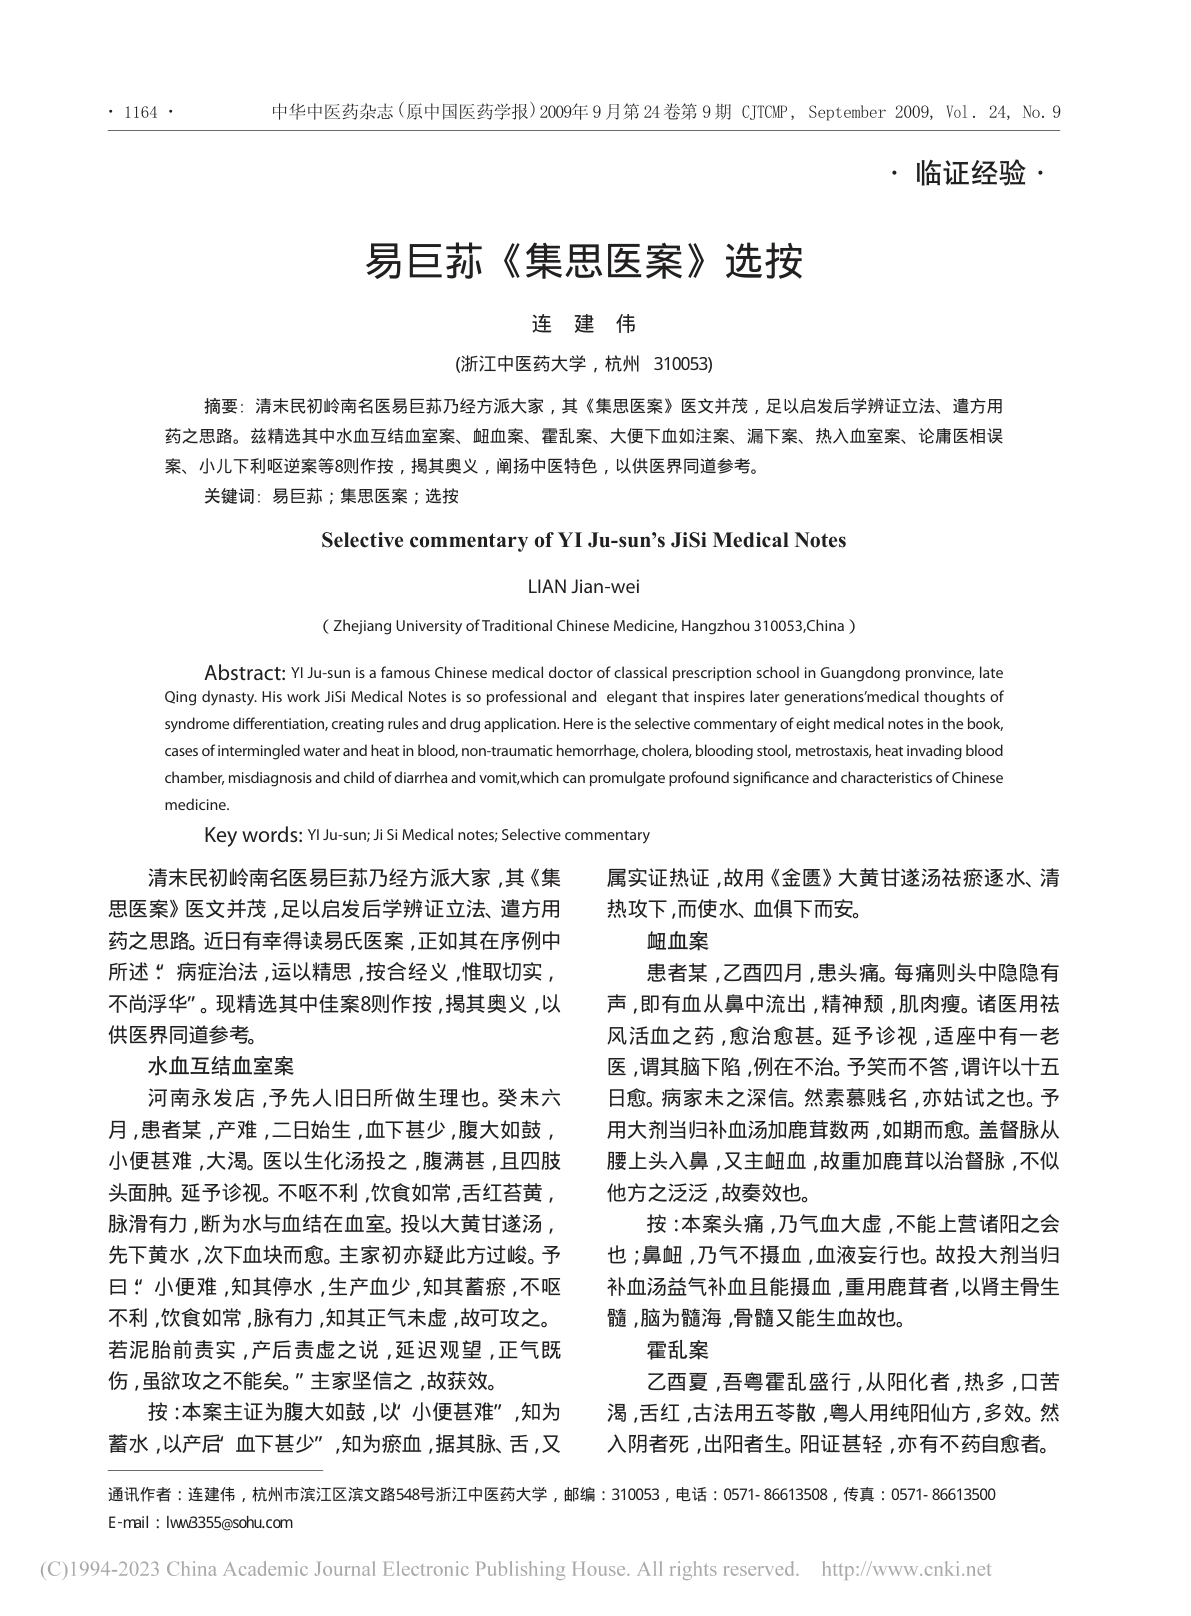 · 1164 ·
中华中医药杂志(原中国医药学报)2009年9月第24卷第9期 CJTCMP, September 2009, Vol. 24, No. 9
· 临证经验 ·
易巨荪《集思医案》选按
连 建 伟
(浙江中医药大学，杭州 310053)
摘要：清末民初岭南名医易巨荪乃经方派大家，其《集思医案》医文并茂，足以启发后学辨证立法、遣方用
药之思路。兹精选其中水血互结血室案、衄血案、霍乱案、大便下血如注案、漏下案、热入血室案、论庸医相误
案、小儿下利呕逆案等8则作按，揭其奥义，阐扬中医特色，以供医界同道参考。
关键词：易巨荪；集思医案；选按
Selective commentary of YI Ju-sun's JiSi Medical Notes
LIAN Jian-wei
( Zhejiang University of Traditional Chinese Medicine, Hangzhou 310053,China )
Abstract: YI Ju-sun is a famous Chinese medical doctor of classical prescription school in Guangdong pronvince, late
Qing dynasty. His work JiSi Medical Notes is so professional and elegant that inspires later generations'medical thoughts of
syndrome differentiation, creating rules and drug application. Here is the selective commentary of eight medical notes in the book,
cases of intermingled water and heat in blood, non-traumatic hemorrhage, cholera, blooding stool, metrostaxis, heat invading blood
chamber, misdiagnosis and child of diarrhea and vomit,which can promulgate profound significance and characteristics of Chinese
medicine.
Key words: YI Ju-sun; Ji Si Medical notes; Selective commentary
清末民初岭南名医易巨荪乃经方派大家,其《集
思医案》医文并茂,足以启发后学辨证立法、遣方用
药之思路。近日有幸得读易氏医案,正如其在序例中
所述:“病症治法,运以精思,按合经义,惟取切实,
不尚浮华”。现精选其中佳案8则作按,揭其奥义,以
供医界同道参考。
水血互结血室案
河南永发店,予先人旧日所做生理也。癸未六
月,患者某,产难,二日始生,血下甚少,腹大如鼓,
小便甚难,大渴。医以生化汤投之,腹满甚,且四肢
头面肿。延予诊视。不呕不利,饮食如常,舌红苔黄,
脉滑有力,断为水与血结在血室。投以大黄甘遂汤,
先下黄水,次下血块而愈。主家初亦疑此方过峻。予
曰:“小便难,知其停水,生产血少,知其蓄瘀,不呕
不利,饮食如常,脉有力,知其正气未虚,故可攻之。
若泥胎前责实,产后责虚之说,延迟观望,正气既
伤,虽欲攻之不能矣。”主家坚信之,故获效。
按:本案主证为腹大如鼓,以“小便甚难”,知为
蓄水,以产后“血下甚少”,知为瘀血,据其脉、舌,又
属实证热证,故用《金匮》大黄甘遂汤祛瘀逐水、清
热攻下,而使水、血俱下而安。
衄血案
患者某,乙酉四月,患头痛。每痛则头中隐隐有
声,即有血从鼻中流出,精神颓,肌肉瘦。诸医用祛
风活血之药,愈治愈甚。延予诊视,适座中有一老
医,谓其脑下陷,例在不治。予笑而不答,谓许以十五
日愈。病家未之深信。然素慕贱名,亦姑试之也。予
用大剂当归补血汤加鹿茸数两,如期而愈。盖督脉从
腰上头入鼻,又主衄血,故重加鹿茸以治督脉,不似
他方之泛泛,故奏效也。
按:本案头痛,乃气血大虚,不能上营诸阳之会
也;鼻衄,乃气不摄血,血液妄行也。故投大剂当归
补血汤益气补血且能摄血,重用鹿茸者,以肾主骨生
髓,脑为髓海,骨髓又能生血故也。
霍乱案
乙酉夏,吾粤霍乱盛行,从阳化者,热多,口苦
渴,舌红,古法用五苓散,粤人用纯阳仙方,多效。然
入阴者死,出阳者生。阳证甚轻,亦有不药自愈者。
通讯作者：连建伟，杭州市滨江区滨文路548号浙江中医药大学，邮编：310053，电话：0571-86613508，传真：0571-86613500
E-mail：lww3355@sohu.com
(C)1994-2023 China Academic Journal Electronic Publishing House. All rights reserved. http://www.cnki.net